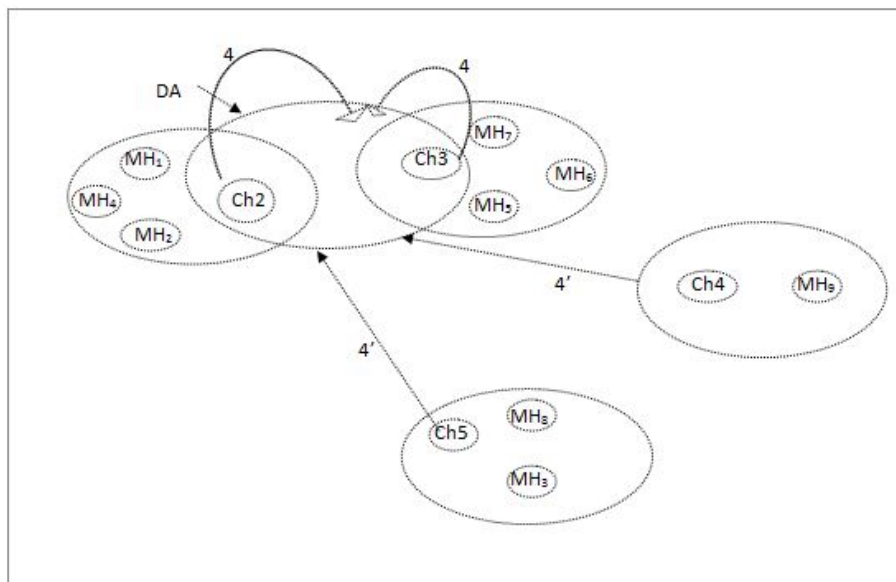 4
4
DA
MH₁
MH₄
MH₂
Ch2
Ch3
MH₇
MH₆
MH₅
4’
Ch4
MH₉
4’
Ch5
MH₈
MH₃